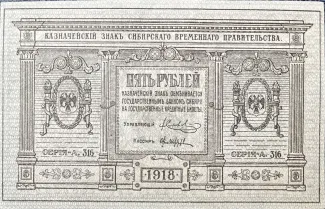 КАЗНАЧЕЙСКІЙ ЗНАКЪ СИБИРСКАГО ВРЕМЕННАГО ПРАВИТЕЛЬСТВА.
ПЯТЬ РУБЛЕЙ
КАЗНАЧЕЙСКІЙ ЗНАКЪ ОБМѢНИВАЕТСЯ
ГОСУДАРСТВЕННЫМЪ БАНКОМЪ СИБИРИ
НА ГОСУДАРСТВЕННЫЕ КРЕДИТНЫЕ БИЛЕТЫ.
Управляющій
Кассиръ
СЕРІЯ-А. 316
СЕРІЯ-А. 316
1918